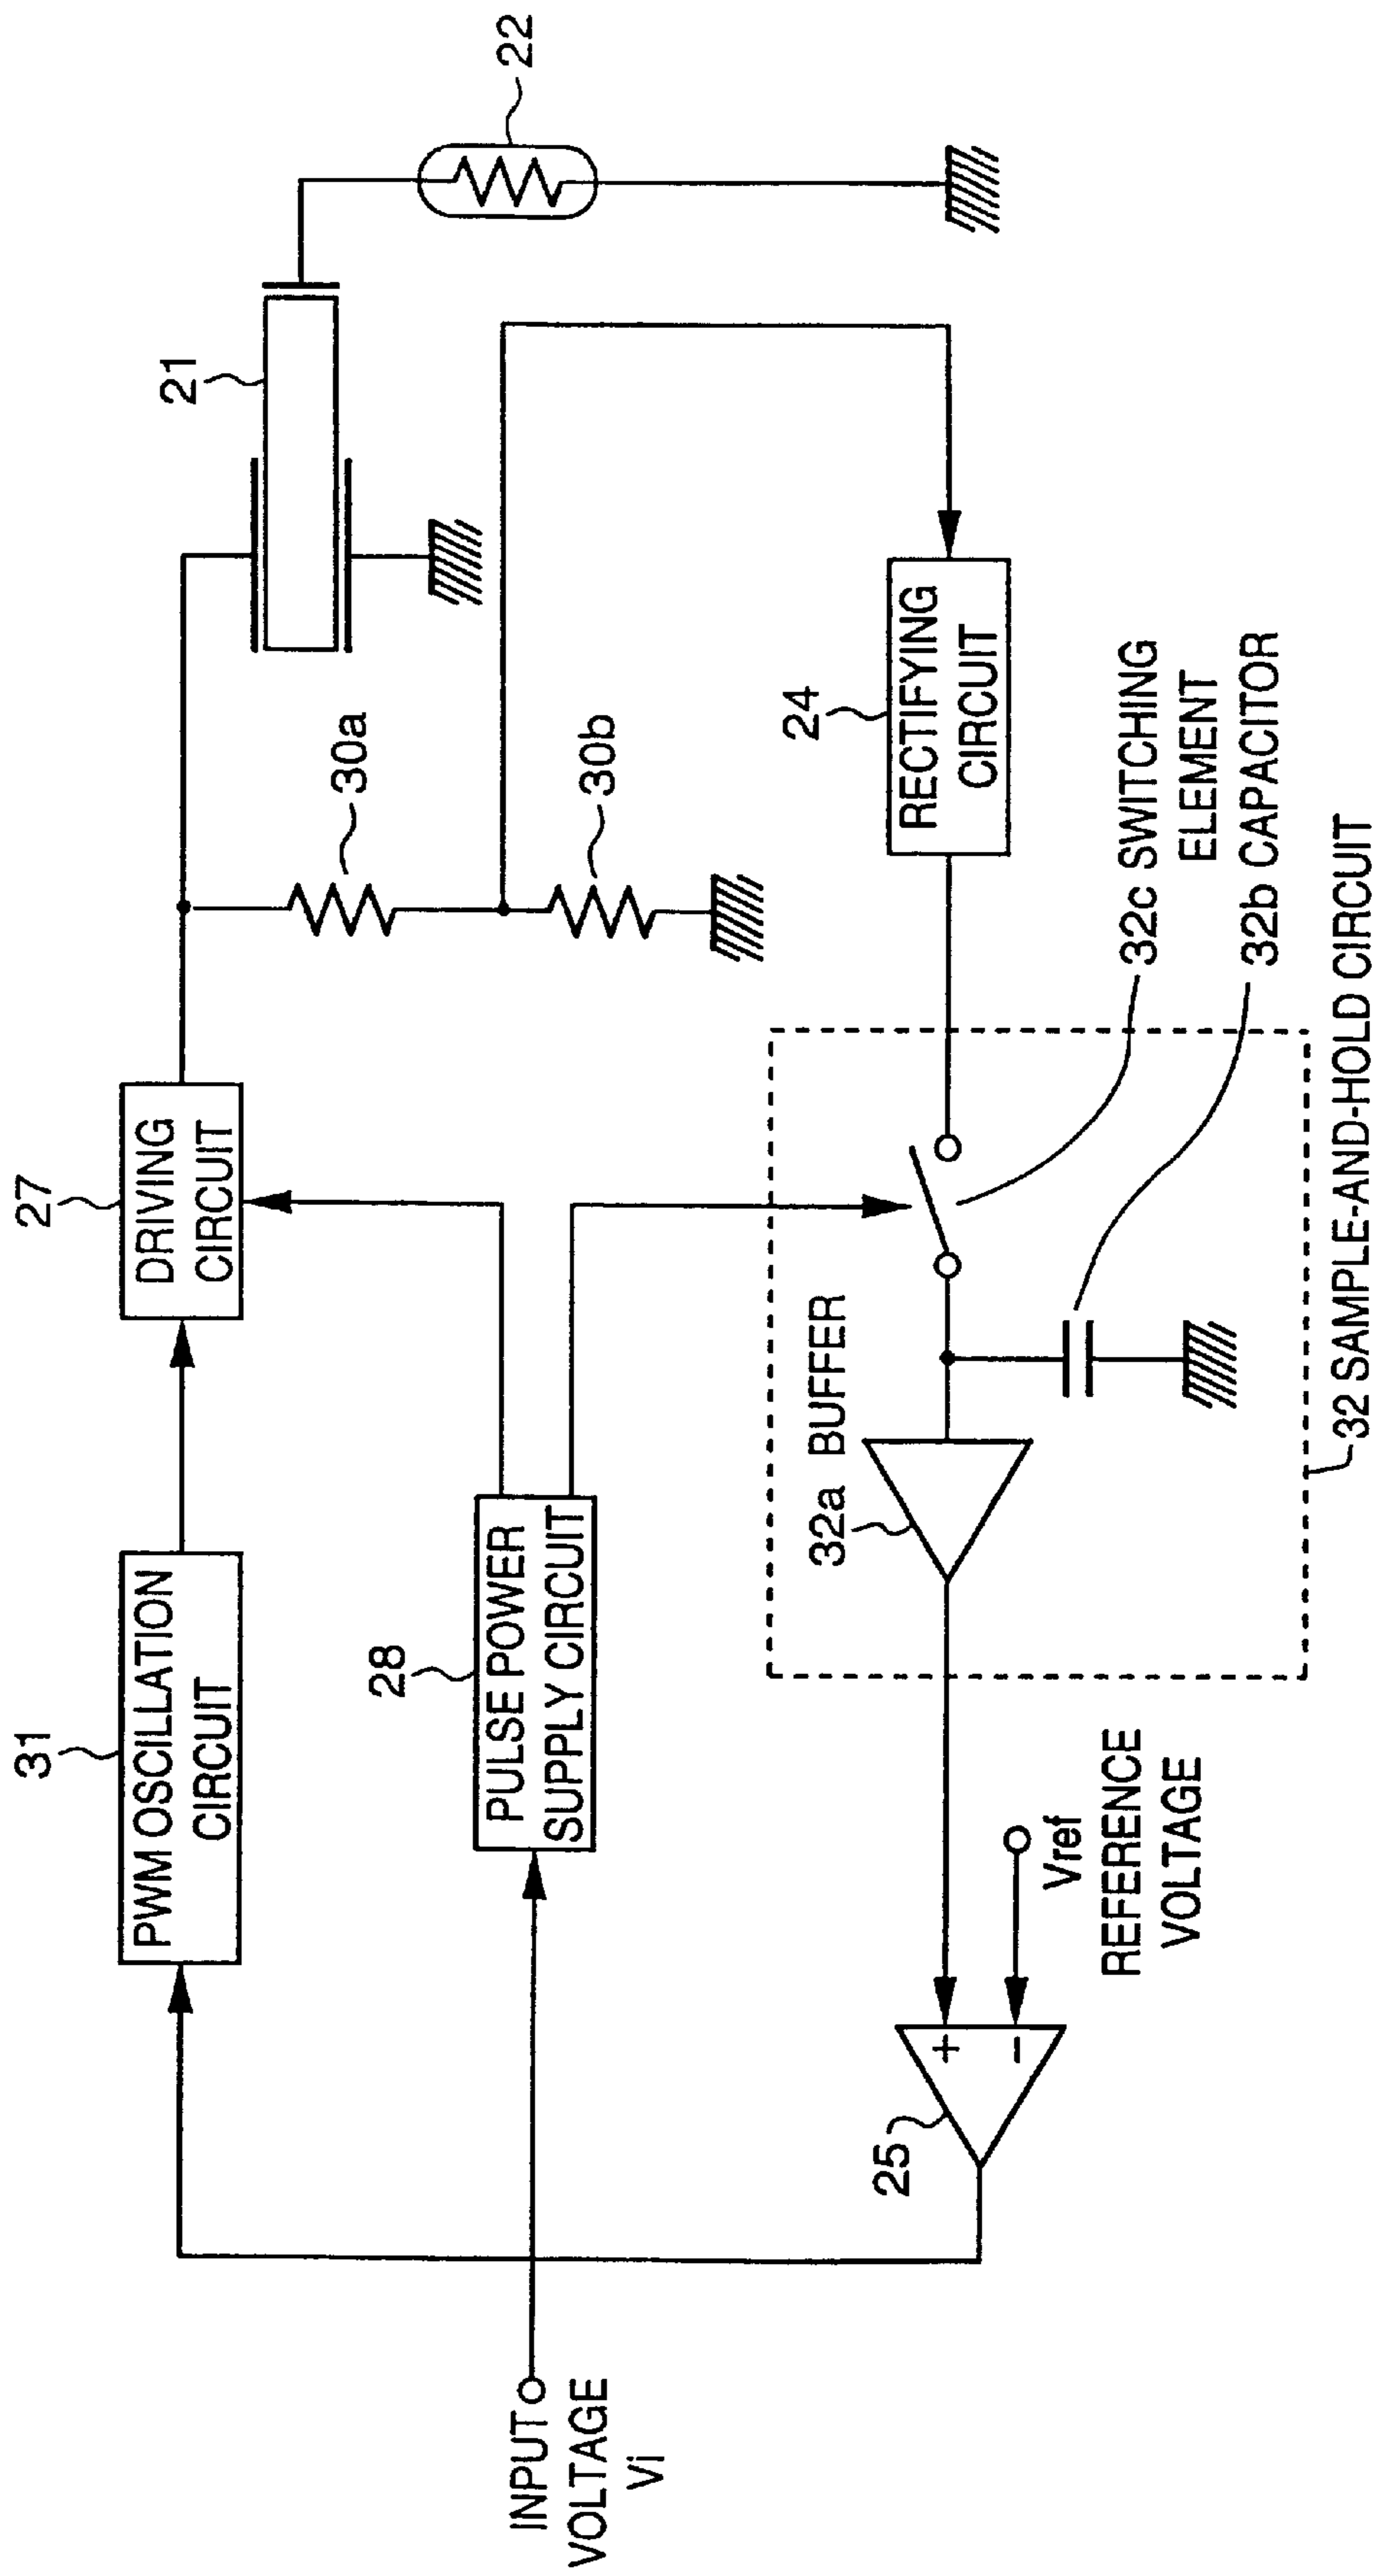 31
PWM OSCILLATION
CIRCUIT
27
DRIVING
CIRCUIT
21
22
30a
30b
28
PULSE POWER
SUPPLY CIRCUIT
INPUT
VOLTAGE
Vi
24
RECTIFYING
CIRCUIT
32a BUFFER
32c SWITCHING
ELEMENT
32b CAPACITOR
32 SAMPLE-AND-HOLD CIRCUIT
25
+
−
Vref
REFERENCE
VOLTAGE